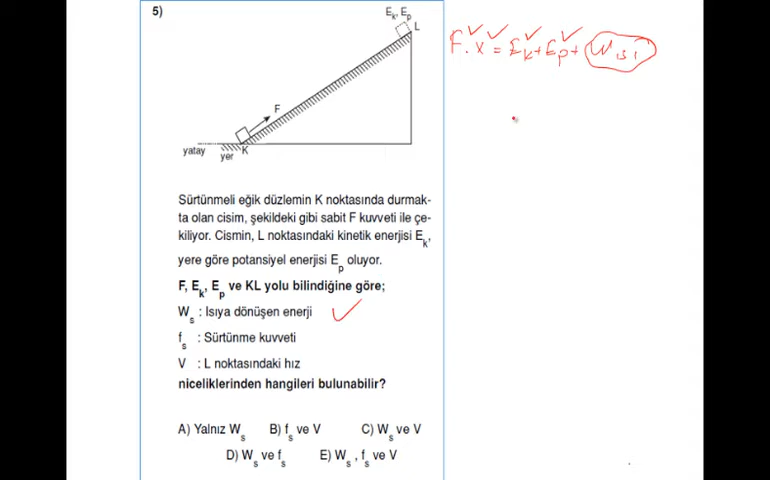 5)
Ek, Ep
L
F
yatay
yer
K
F.x = Ek+Ep+ Wısı
Sürtünmeli eğik düzlemin K noktasında durmak-
ta olan cisim, şekildeki gibi sabit F kuvveti ile çe-
kiliyor. Cismin, L noktasındaki kinetik enerjisi Ek,
yere göre potansiyel enerjisi Ep oluyor.
F, Ek, Ep ve KL yolu bilindiğine göre;
Ws : Isıya dönüşen enerji
fs : Sürtünme kuvveti
V : L noktasındaki hız
niceliklerinden hangileri bulunabilir?
A) Yalnız Ws B) fs ve V C) Ws ve V
D) Ws ve fs E) Ws , fs ve V